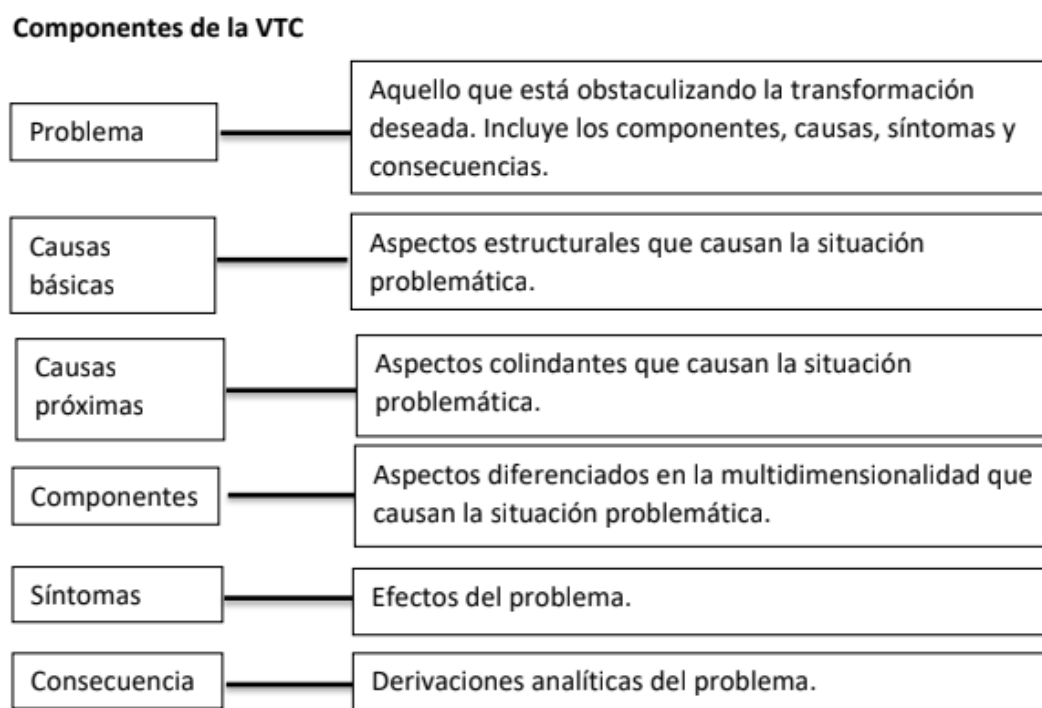 Componentes de la VTC
Problema
Aquello que está obstaculizando la transformación
deseada. Incluye los componentes, causas, síntomas y
consecuencias.
Causas
básicas
Aspectos estructurales que causan la situación
problemática.
Causas
próximas
Aspectos colindantes que causan la situación
problemática.
Componentes
Aspectos diferenciados en la multidimensionalidad que
causan la situación problemática.
Síntomas
Efectos del problema.
Consecuencia
Derivaciones analíticas del problema.